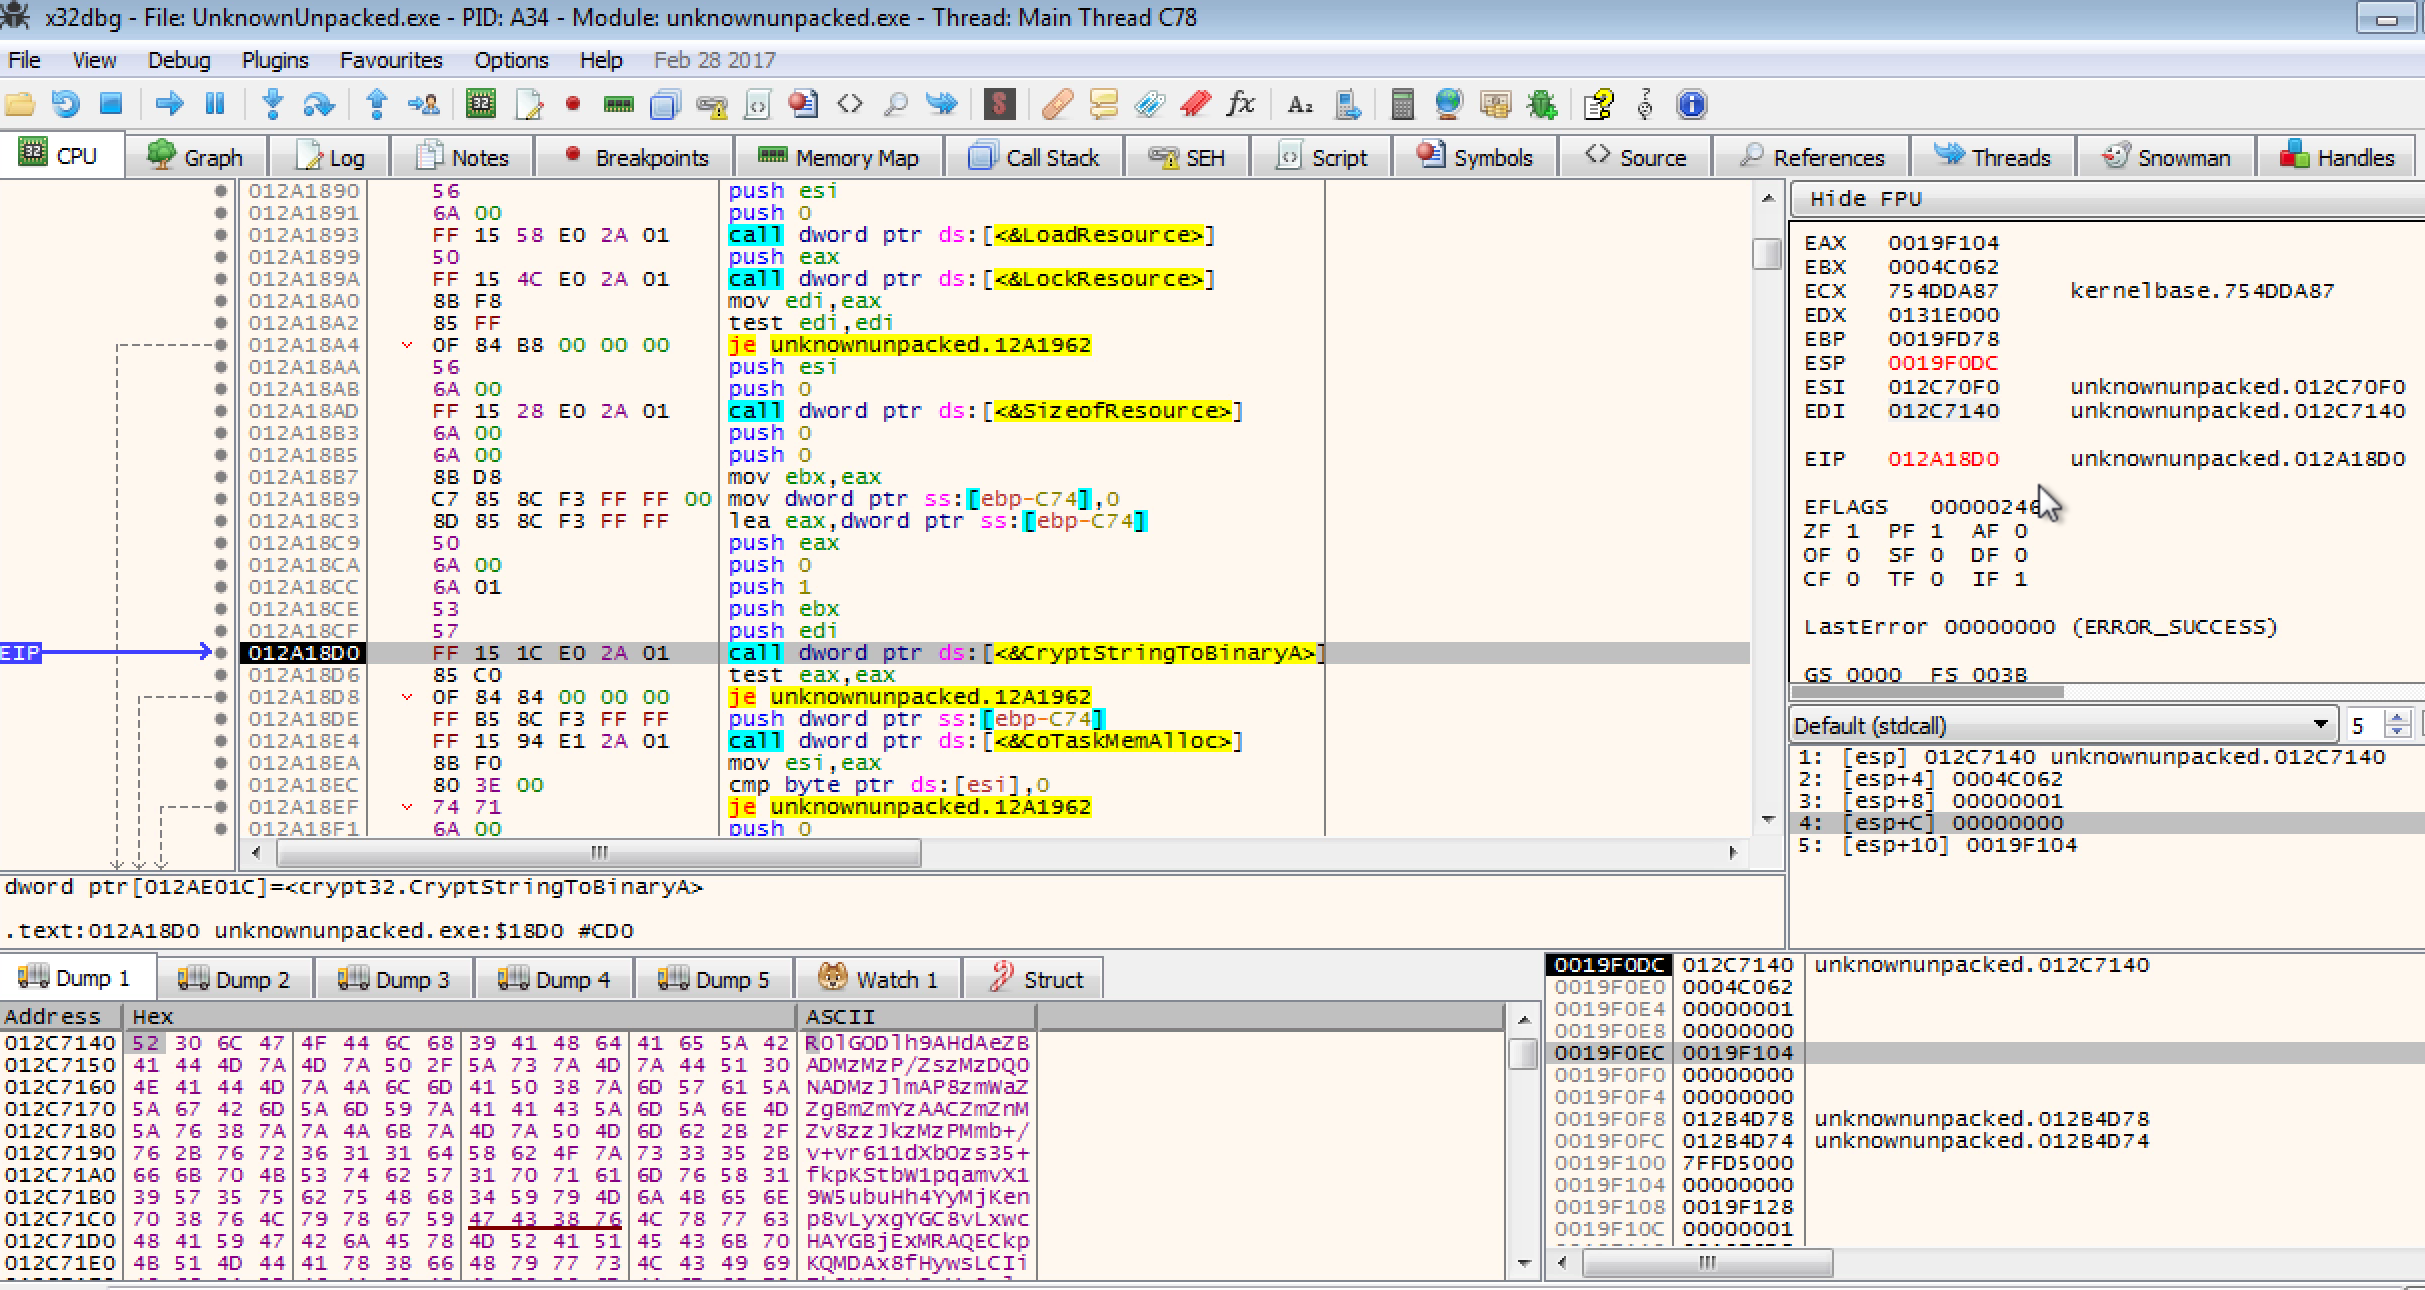 x32dbg - File: UnknownUnpacked.exe - PID: A34 - Module: unknownunpacked.exe - Thread: Main Thread C78
File View Debug Plugins Favourites Options Help Feb 28 2017
CPU Graph Log Notes Breakpoints Memory Map Call Stack SEH Script Symbols Source References Threads Snowman Handles
012A1890 56 push esi
012A1891 6A 00 push 0
012A1893 FF 15 58 E0 2A 01 call dword ptr ds:[<&LoadResource>]
012A1899 50 push eax
012A189A FF 15 4C E0 2A 01 call dword ptr ds:[<&LockResource>]
012A18A0 8B F8 mov edi,eax
012A18A2 85 FF test edi,edi
012A18A4 0F 84 B8 00 00 00 je unknownunpacked.12A1962
012A18AA 56 push esi
012A18AB 6A 00 push 0
012A18AD FF 15 28 E0 2A 01 call dword ptr ds:[<&SizeofResource>]
012A18B3 6A 00 push 0
012A18B5 6A 00 push 0
012A18B7 8B D8 mov ebx,eax
012A18B9 C7 85 8C F3 FF FF 00 mov dword ptr ss:[ebp-C74],0
012A18C3 8D 85 8C F3 FF FF lea eax,dword ptr ss:[ebp-C74]
012A18C9 50 push eax
012A18CA 6A 00 push 0
012A18CC 6A 01 push 1
012A18CE 53 push ebx
012A18CF 57 push edi
EIP 012A18D0 FF 15 1C E0 2A 01 call dword ptr ds:[<&CryptStringToBinaryA>]
012A18D6 85 C0 test eax,eax
012A18D8 0F 84 84 00 00 00 je unknownunpacked.12A1962
012A18DE FF B5 8C F3 FF FF push dword ptr ss:[ebp-C74]
012A18E4 FF 15 94 E1 2A 01 call dword ptr ds:[<&CoTaskMemAlloc>]
012A18EA 8B F0 mov esi,eax
012A18EC 80 3E 00 cmp byte ptr ds:[esi],0
012A18EF 74 71 je unknownunpacked.12A1962
012A18F1 6A 00 push 0
Hide FPU
EAX 0019F104
EBX 0004C062
ECX 754DDA87 kernelbase.754DDA87
EDX 0131E000
EBP 0019FD78
ESP 0019F0DC
ESI 012C70F0 unknownunpacked.012C70F0
EDI 012C7140 unknownunpacked.012C7140
EIP 012A18D0 unknownunpacked.012A18D0
EFLAGS 00000246
ZF 1 PF 1 AF 0
OF 0 SF 0 DF 0
CF 0 TF 0 IF 1
LastError 00000000 (ERROR_SUCCESS)
GS 0000 FS 003B
Default (stdcall) 5
1: [esp] 012C7140 unknownunpacked.012C7140
2: [esp+4] 0004C062
3: [esp+8] 00000001
4: [esp+C] 00000000
5: [esp+10] 0019F104
dword ptr[012AE01C]=<crypt32.CryptStringToBinaryA>
.text:012A18D0 unknownunpacked.exe:$18D0 #CD0
Dump 1 Dump 2 Dump 3 Dump 4 Dump 5 Watch 1 Struct
Address Hex ASCII
012C7140 52 30 6C 47 4F 44 6C 68 39 41 48 64 41 65 5A 42 R0lGODlh9AHdAeZB
012C7150 41 44 4D 7A 4D 7A 50 2F 5A 73 7A 4D 7A 44 51 30 ADMzMzP/ZszMzDQ0
012C7160 4E 41 44 4D 7A 4A 6C 6D 41 50 38 7A 6D 57 61 5A NADMzJlmAP8zmWaZ
012C7170 5A 67 42 6D 5A 6D 59 7A 41 41 43 5A 6D 5A 6E 4D ZgBmZmYzAACZmZnM
012C7180 5A 76 38 7A 7A 4A 6B 7A 4D 7A 50 4D 6D 62 2B 2F Zv8zzJkzMzPMmb+/
012C7190 76 2B 76 72 36 31 31 64 58 62 4F 7A 73 33 35 2B v+vr611dXbOzs35+
012C71A0 66 6B 70 4B 53 74 62 57 31 70 71 61 6D 76 58 31 fkpKStbW1pqamvX1
012C71B0 39 57 35 75 62 75 48 68 34 59 79 4D 6A 4B 65 6E 9W5ubuHh4YyMjKen
012C71C0 70 38 76 4C 79 78 67 59 47 43 38 76 4C 78 77 63 p8vLyxgYGC8vLxwc
012C71D0 48 41 59 47 42 6A 45 78 4D 52 41 51 45 43 6B 70 HAYGBjExMRAQECkp
012C71E0 4B 51 4D 44 41 78 38 66 48 79 77 73 4C 43 49 69 KQMDAx8fHywsLCIi
0019F0DC 012C7140 unknownunpacked.012C7140
0019F0E0 0004C062
0019F0E4 00000001
0019F0E8 00000000
0019F0EC 0019F104
0019F0F0 00000000
0019F0F4 00000000
0019F0F8 012B4D78 unknownunpacked.012B4D78
0019F0FC 012B4D74 unknownunpacked.012B4D74
0019F100 7FFD5000
0019F104 00000000
0019F108 0019F128
0019F10C 00000001